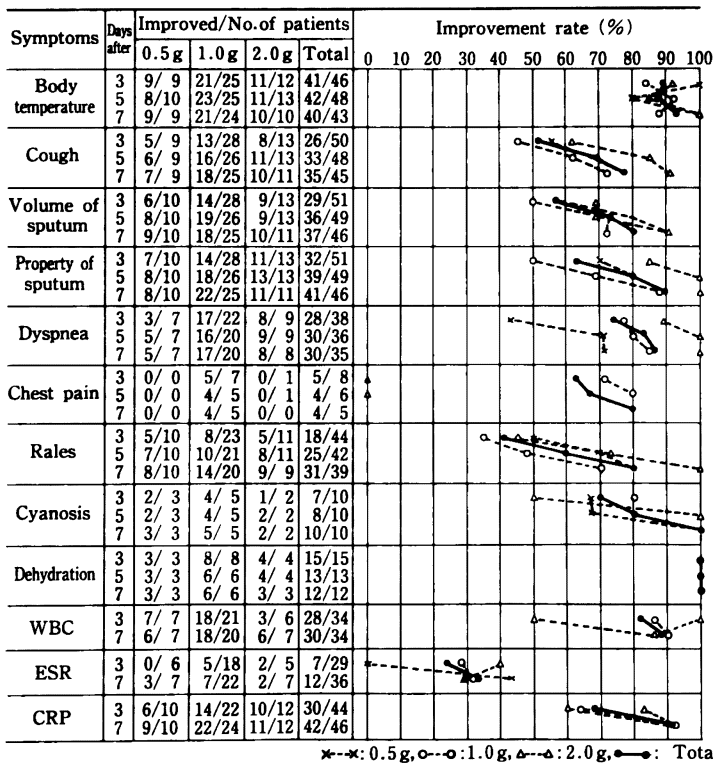 Symptoms Days after Improved/No. of patients Improvement rate (%)
0.5g 1.0g 2.0g Total 0 10 20 30 40 50 60 70 80 90 100
Body temperature
3 9/ 9 21/25 11/12 41/46
5 8/10 23/25 11/13 42/48
7 9/ 9 21/24 10/10 40/43
Cough
3 5/ 9 13/28 8/13 26/50
5 6/ 9 16/26 11/13 33/48
7 7/ 9 18/25 10/11 35/45
Volume of sputum
3 6/10 14/28 9/13 29/51
5 8/10 19/26 9/13 36/49
7 9/10 18/25 10/11 37/46
Property of sputum
3 7/10 14/28 11/13 32/51
5 8/10 18/26 13/13 39/49
7 8/10 22/25 11/11 41/46
Dyspnea
3 3/ 7 17/22 8/ 9 28/38
5 5/ 7 16/20 9/ 9 30/36
7 5/ 7 17/20 8/ 8 30/35
Chest pain
3 0/ 0 5/ 7 0/ 1 5/ 8
5 0/ 0 4/ 5 0/ 1 4/ 6
7 0/ 0 4/ 5 0/ 0 4/ 5
Rales
3 5/10 8/23 5/11 18/44
5 7/10 10/21 8/11 25/42
7 8/10 14/20 9/ 9 31/39
Cyanosis
3 2/ 3 4/ 5 1/ 2 7/10
5 2/ 3 4/ 5 2/ 2 8/10
7 3/ 3 5/ 5 2/ 2 10/10
Dehydration
3 3/ 3 8/ 8 4/ 4 15/15
5 3/ 3 6/ 6 4/ 4 13/13
7 3/ 3 6/ 6 3/ 3 12/12
WBC
3 7/ 7 18/21 3/ 6 28/34
7 6/ 7 18/20 6/ 7 30/34
ESR
3 0/ 6 5/18 2/ 5 7/29
7 3/ 7 7/22 2/ 7 12/36
CRP
3 6/10 14/22 10/12 30/44
7 9/10 22/24 11/12 42/46
0 10 20 30 40 50 60 70 80 90 100
×---×: 0.5g, ○---○: 1.0g, △---△: 2.0g, ●—●: Tota